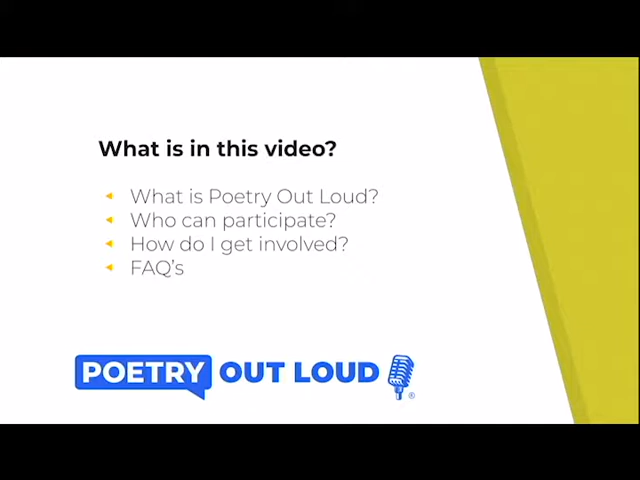 What is in this video?
What is Poetry Out Loud?
Who can participate?
How do I get involved?
FAQ's
POETRY OUT LOUD ®